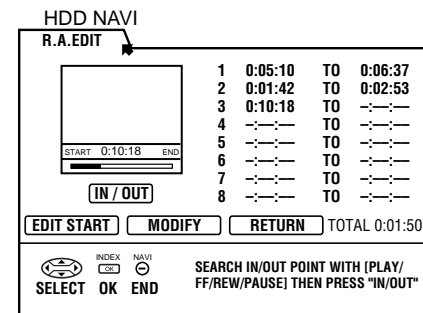 HDD NAVI
R.A.EDIT
1 0:05:10 TO 0:06:37
2 0:01:42 TO 0:02:53
3 0:10:18 TO –:––:––
4 –:––:–– TO –:––:––
5 –:––:–– TO –:––:––
6 –:––:–– TO –:––:––
7 –:––:–– TO –:––:––
8 –:––:–– TO –:––:––
START 0:10:18 END
IN / OUT
EDIT START MODIFY RETURN TOTAL 0:01:50
INDEX NAVI
OK
SELECT OK END
SEARCH IN/OUT POINT WITH [PLAY/
FF/REW/PAUSE] THEN PRESS "IN/OUT"